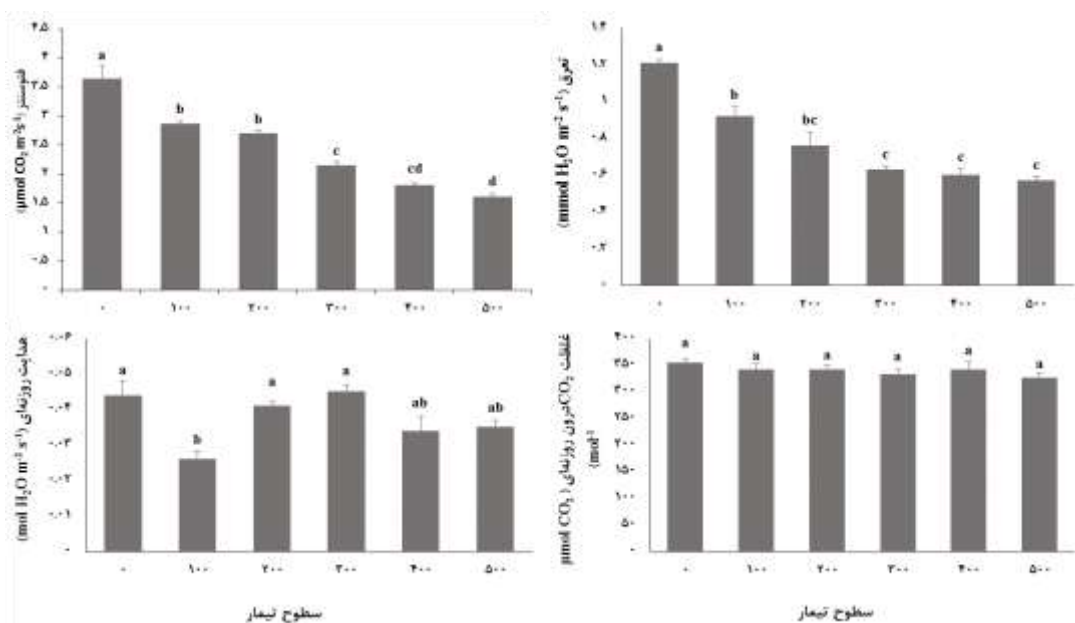 فتوسنتز (μmol CO₂ m⁻²s⁻¹)
۴.۵
۴
۳.۵
۳
۲.۵
۲
۱.۵
۱
۰.۵
۰
a
b
b
c
cd
d
۰ ۱۰۰ ۲۰۰ ۳۰۰ ۴۰۰ ۵۰۰
تعرق (mmol H₂O m⁻² s⁻¹)
۱.۴
۱.۲
۱
۰.۸
۰.۶
۰.۴
۰.۲
۰
a
b
bc
c
c
c
۰ ۱۰۰ ۲۰۰ ۳۰۰ ۴۰۰ ۵۰۰
هدایت روزنه‌ای (mol H₂O m⁻² s⁻¹)
۰.۰۶
۰.۰۵
۰.۰۴
۰.۰۳
۰.۰۲
۰.۰۱
۰
a
b
a
a
ab
ab
۰ ۱۰۰ ۲۰۰ ۳۰۰ ۴۰۰ ۵۰۰
سطوح تیمار
غلظت CO₂ درون روزنه‌ای (μmol CO₂
mol⁻¹)
۴۰۰
۳۵۰
۳۰۰
۲۵۰
۲۰۰
۱۵۰
۱۰۰
۵۰
۰
a
a
a
a
a
a
۰ ۱۰۰ ۲۰۰ ۳۰۰ ۴۰۰ ۵۰۰
سطوح تیمار